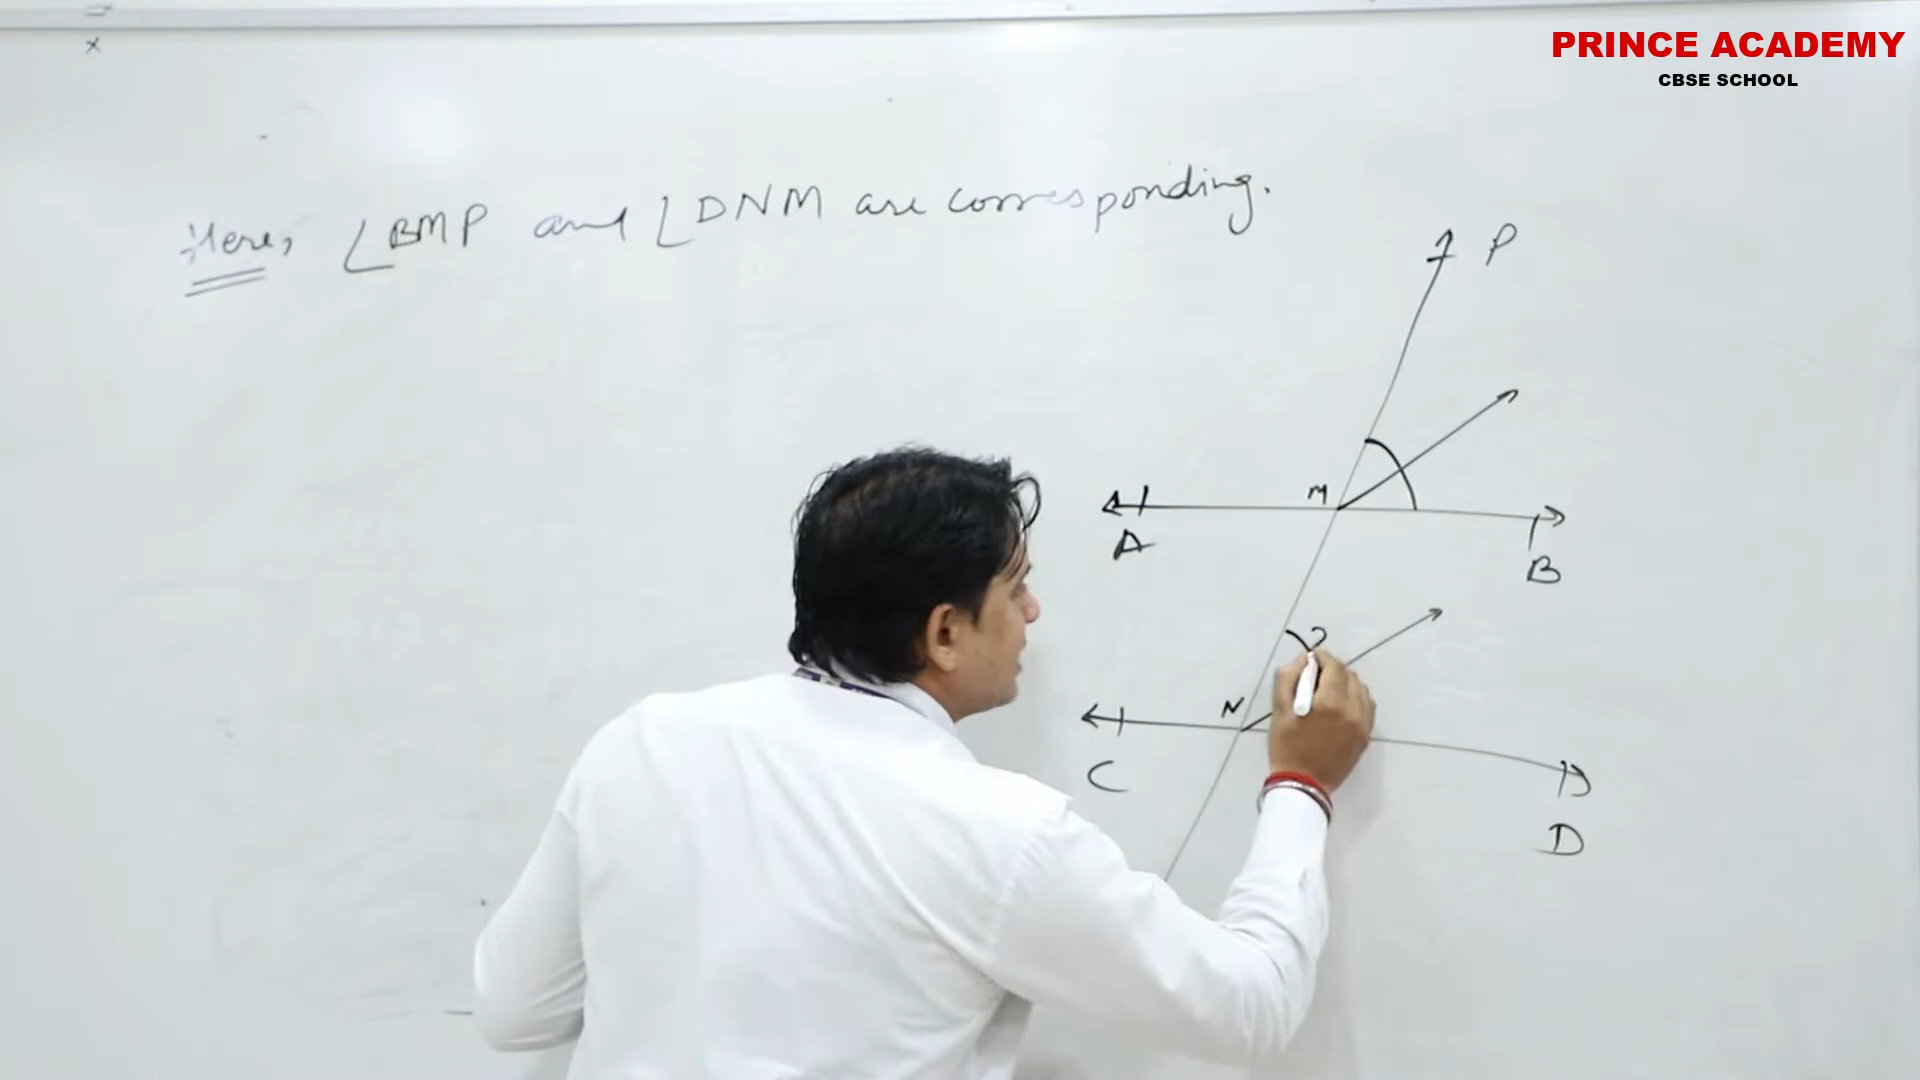 PRINCE ACADEMY
CBSE SCHOOL
Here, ∠BMP and ∠DNM are corresponding.
P
M
A
B
N
C
D